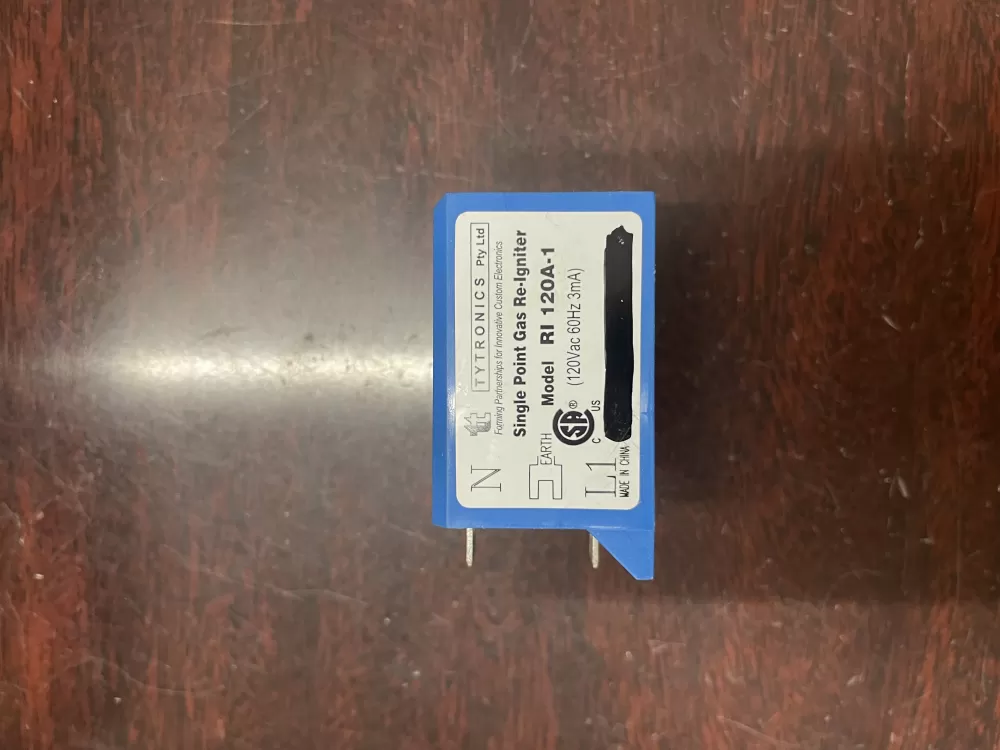 TYTRONICS Pty Ltd
Forming Partnerships for Innovative Custom Electronics
Single Point Gas Re-Igniter
Model RI 120A-1
(120Vac 60Hz 3mA)
N
EARTH
L1
SA ®
C US
MADE IN CHINA